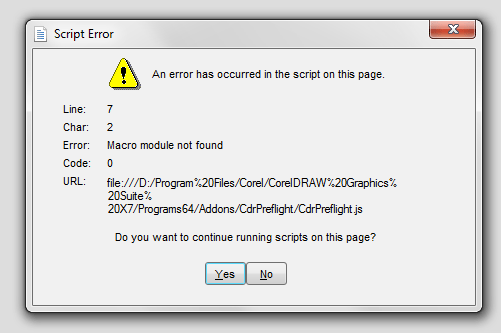 Script Error
An error has occurred in the script on this page.
Line: 7
Char: 2
Error: Macro module not found
Code: 0
URL: file:///D:/Program%20Files/Corel/CorelDRAW%20Graphics%
20Suite%
20X7/Programs64/Addons/CdrPreflight/CdrPreflight.js
Do you want to continue running scripts on this page?
Yes No